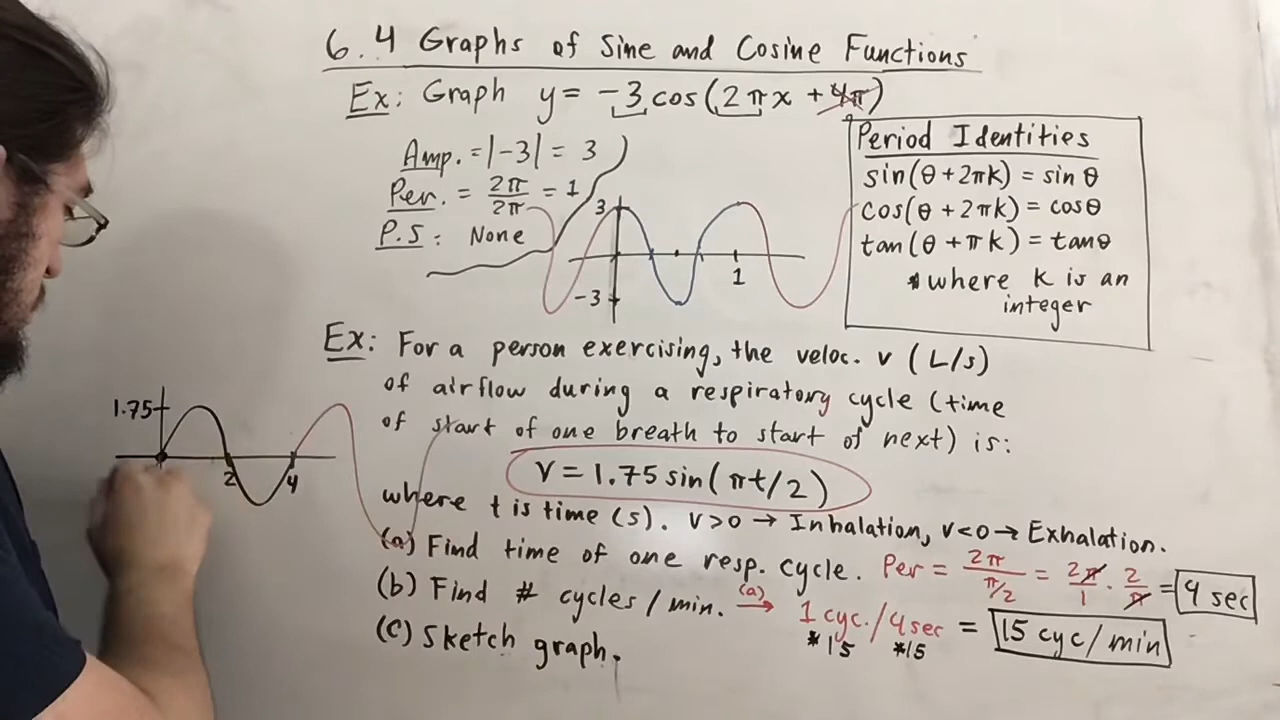 6.4 Graphs of Sine and Cosine Functions
Ex: Graph y = -3 cos(2πx + 4π)
Amp. = |-3| = 3
Per. = 2π/2π = 1
P.S: None
3
-3
1
Period Identities
sin(θ + 2πk) = sin θ
cos(θ + 2πk) = cosθ
tan(θ + πk) = tanθ
* where k is an
integer
Ex: For a person exercising, the veloc. v (L/s)
of airflow during a respiratory cycle (time
of start of one breath to start of next) is:
v = 1.75 sin(πt/2)
where t is time (s). v>0 → Inhalation, v<0 → Exhalation.
(a) Find time of one resp. cycle. Per = 2π/(π/2) = 2π/1 · 2/π = 4 sec
(b) Find # cycles/min. (a)→ 1 cyc./4sec = 15 cyc/min
*15 *15
(c) Sketch graph.
1.75
2
4